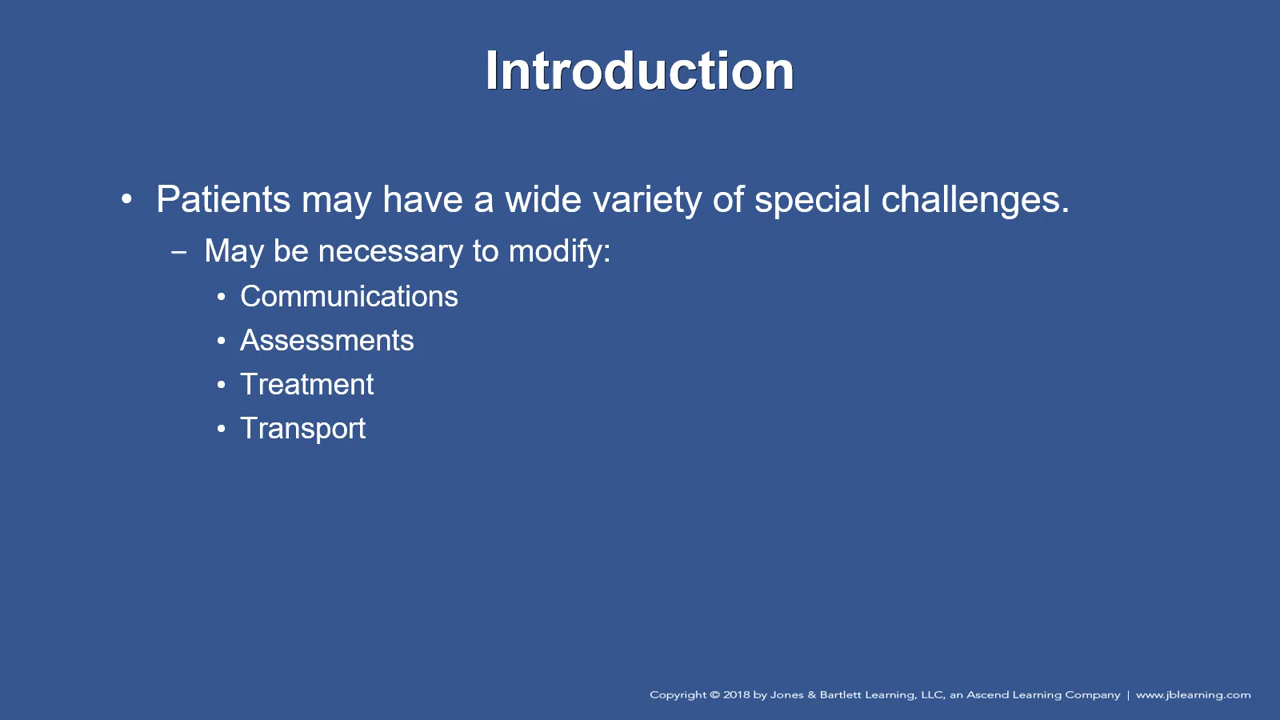 Introduction
• Patients may have a wide variety of special challenges.
– May be necessary to modify:
• Communications
• Assessments
• Treatment
• Transport
Copyright © 2018 by Jones & Bartlett Learning, LLC, an Ascend Learning Company | www.jblearning.com